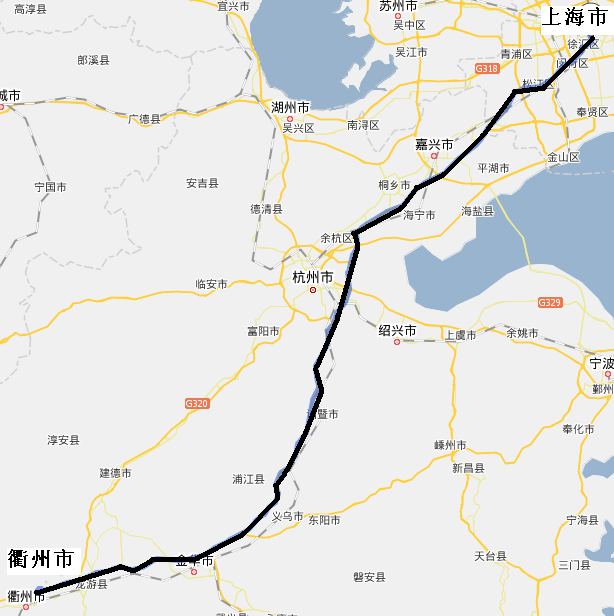 高淳县
宜兴市
苏州市
上海市
吴中区
徐汇区
吴江市
青浦区
闵行区
郎溪县
G318
松江区
湖州市
奉贤区
广德县
吴兴区
南浔区
嘉兴市
金山区
平湖市
宁国市
安吉县
桐乡市
德清县
海宁市
海盐县
余杭区
杭州市
临安市
G329
富阳市
绍兴市
上虞市
余姚市
宁波
鄞州
G320
诸暨市
奉化市
淳安县
嵊州市
建德市
新昌县
浦江县
义乌市
东阳市
宁海县
衢州市
金华市
天台县
三门县
龙游县
磐安县
衢州市